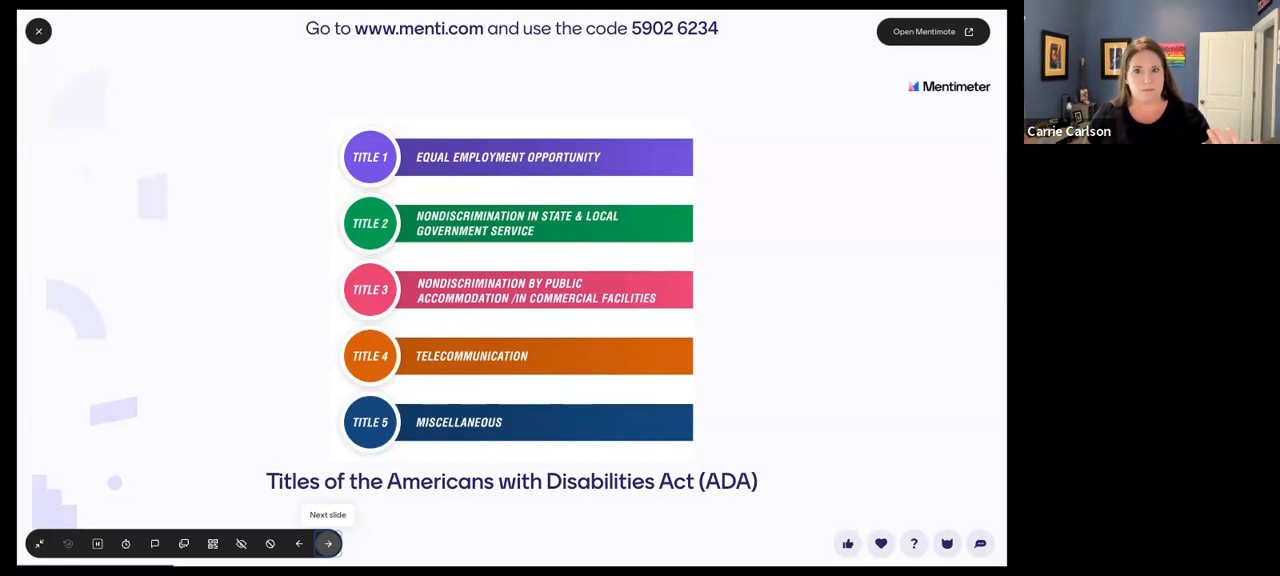 Go to www.menti.com and use the code 5902 6234
Open Mentimote
Mentimeter
TITLE 1
EQUAL EMPLOYMENT OPPORTUNITY
TITLE 2
NONDISCRIMINATION IN STATE & LOCAL
GOVERNMENT SERVICE
TITLE 3
NONDISCRIMINATION BY PUBLIC
ACCOMMODATION /IN COMMERCIAL FACILITIES
TITLE 4
TELECOMMUNICATION
TITLE 5
MISCELLANEOUS
Titles of the Americans with Disabilities Act (ADA)
Next slide
H
?
Carrie Carlson